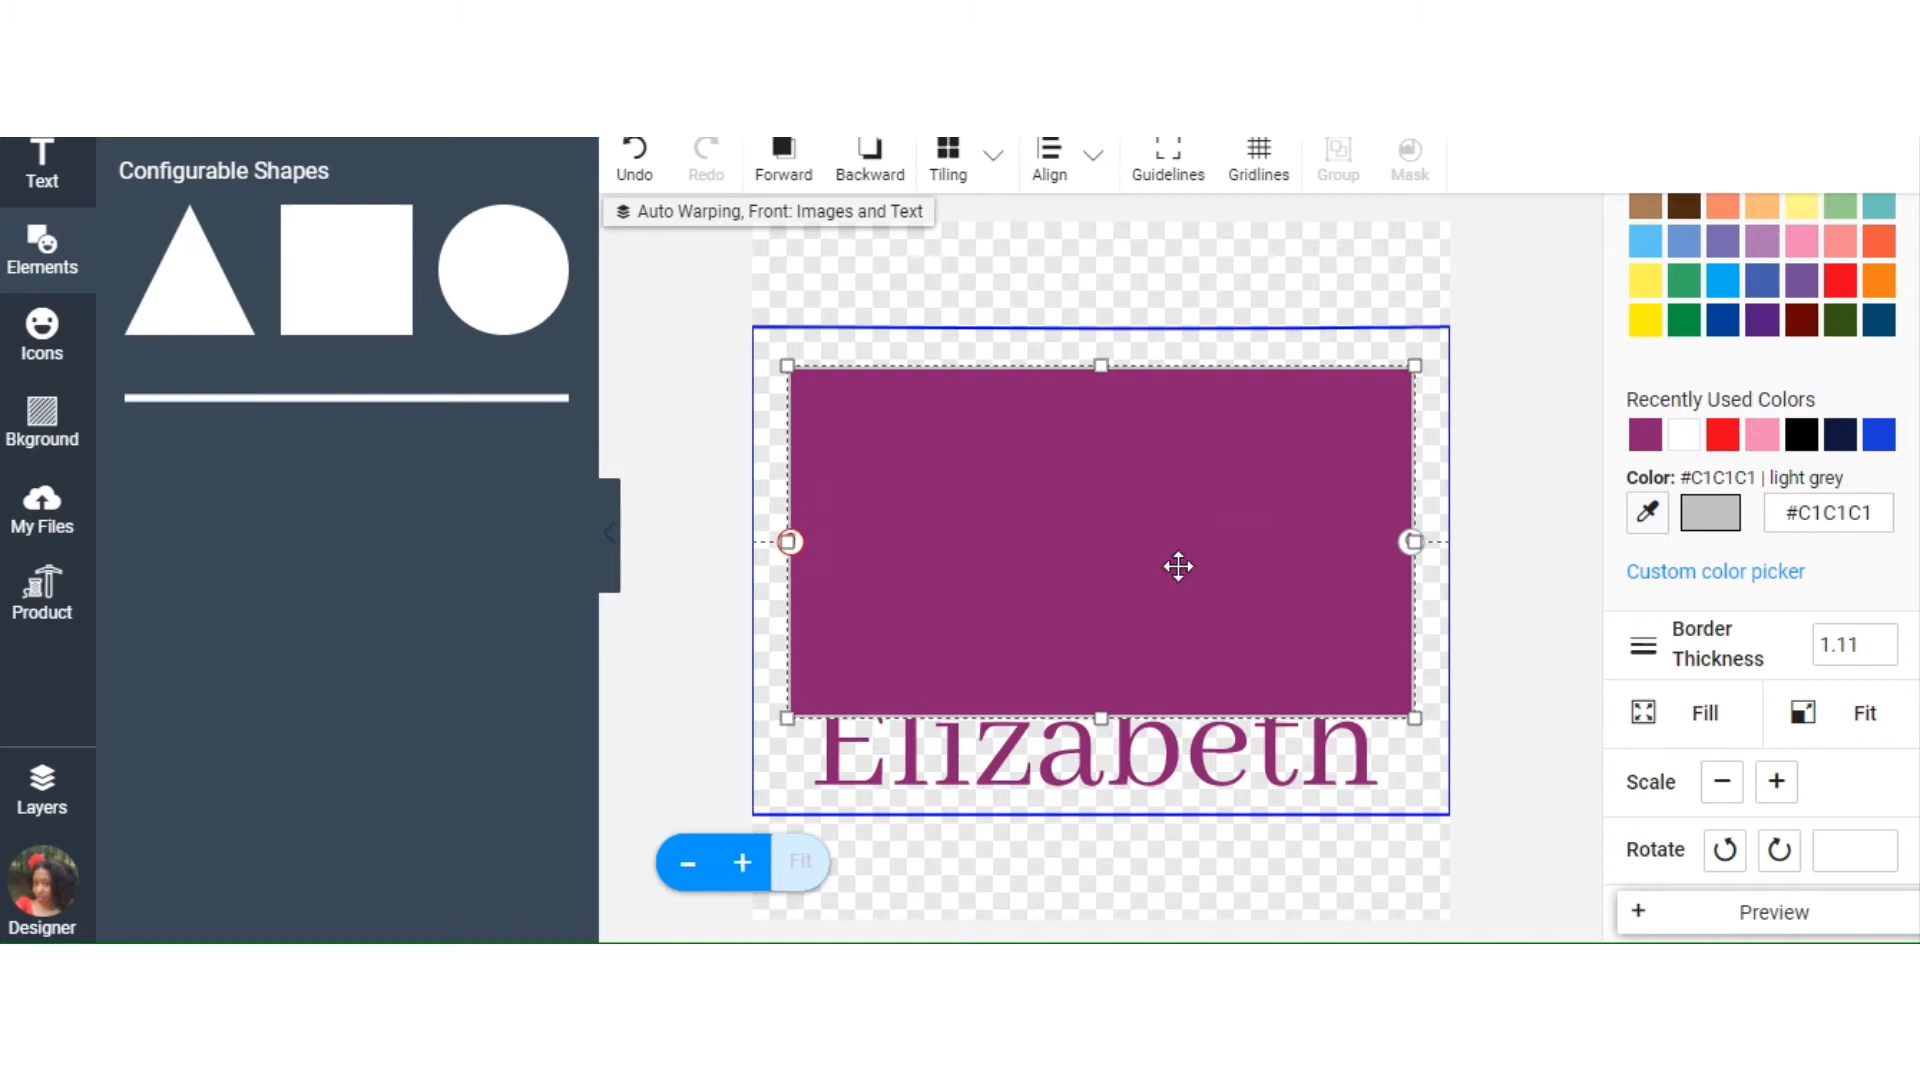 Text
Elements
Icons
Bkground
My Files
Product
Layers
Designer
Configurable Shapes
Undo
Redo
Forward
Backward
Tiling
Align
Guidelines
Gridlines
Group
Mask
Auto Warping, Front: Images and Text
Elizabeth
- + Fit
Recently Used Colors
Color: #C1C1C1 | light grey
#C1C1C1
Custom color picker
Border
Thickness
1.11
Fill
Fit
Scale - +
Rotate
+ Preview